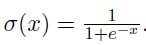 σ(x) = 1/(1+e^{−x}).